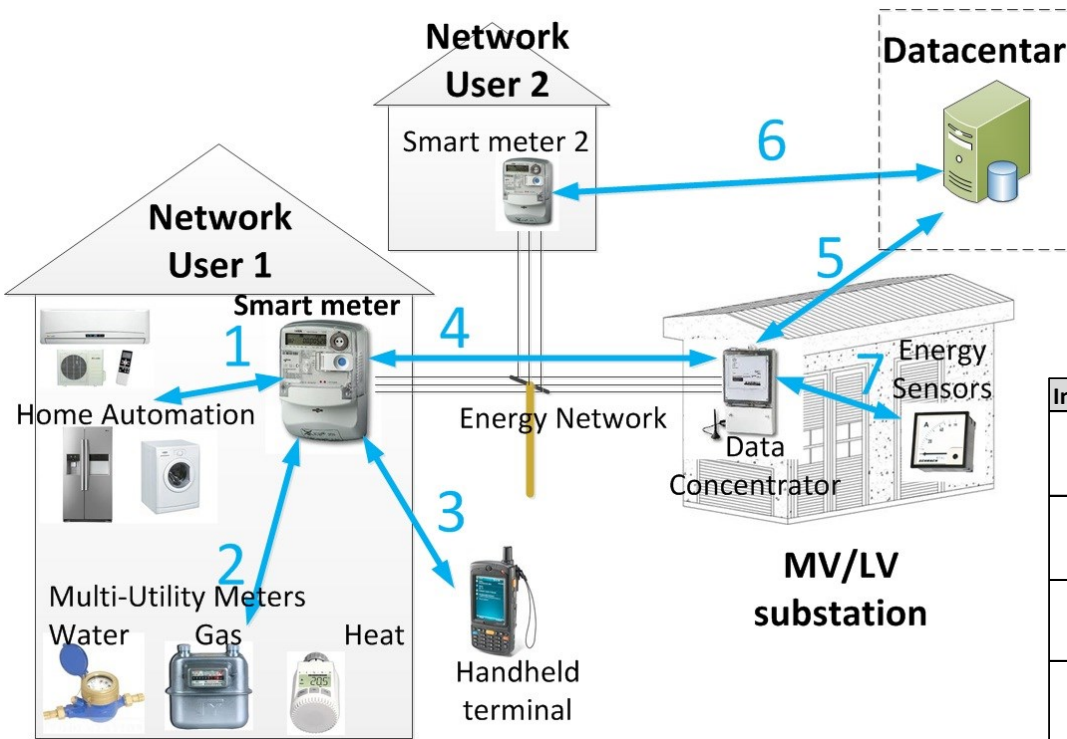 Network
User 2
Datacentar
Smart meter 2
6
Network
User 1
5
Smart meter
1
4
7
Energy
Sensors
Home Automation
Energy Network
Data
Concentrator
In
3
2
MV/LV
substation
Multi-Utility Meters
Water
Gas
Heat
Handheld
terminal
A
205